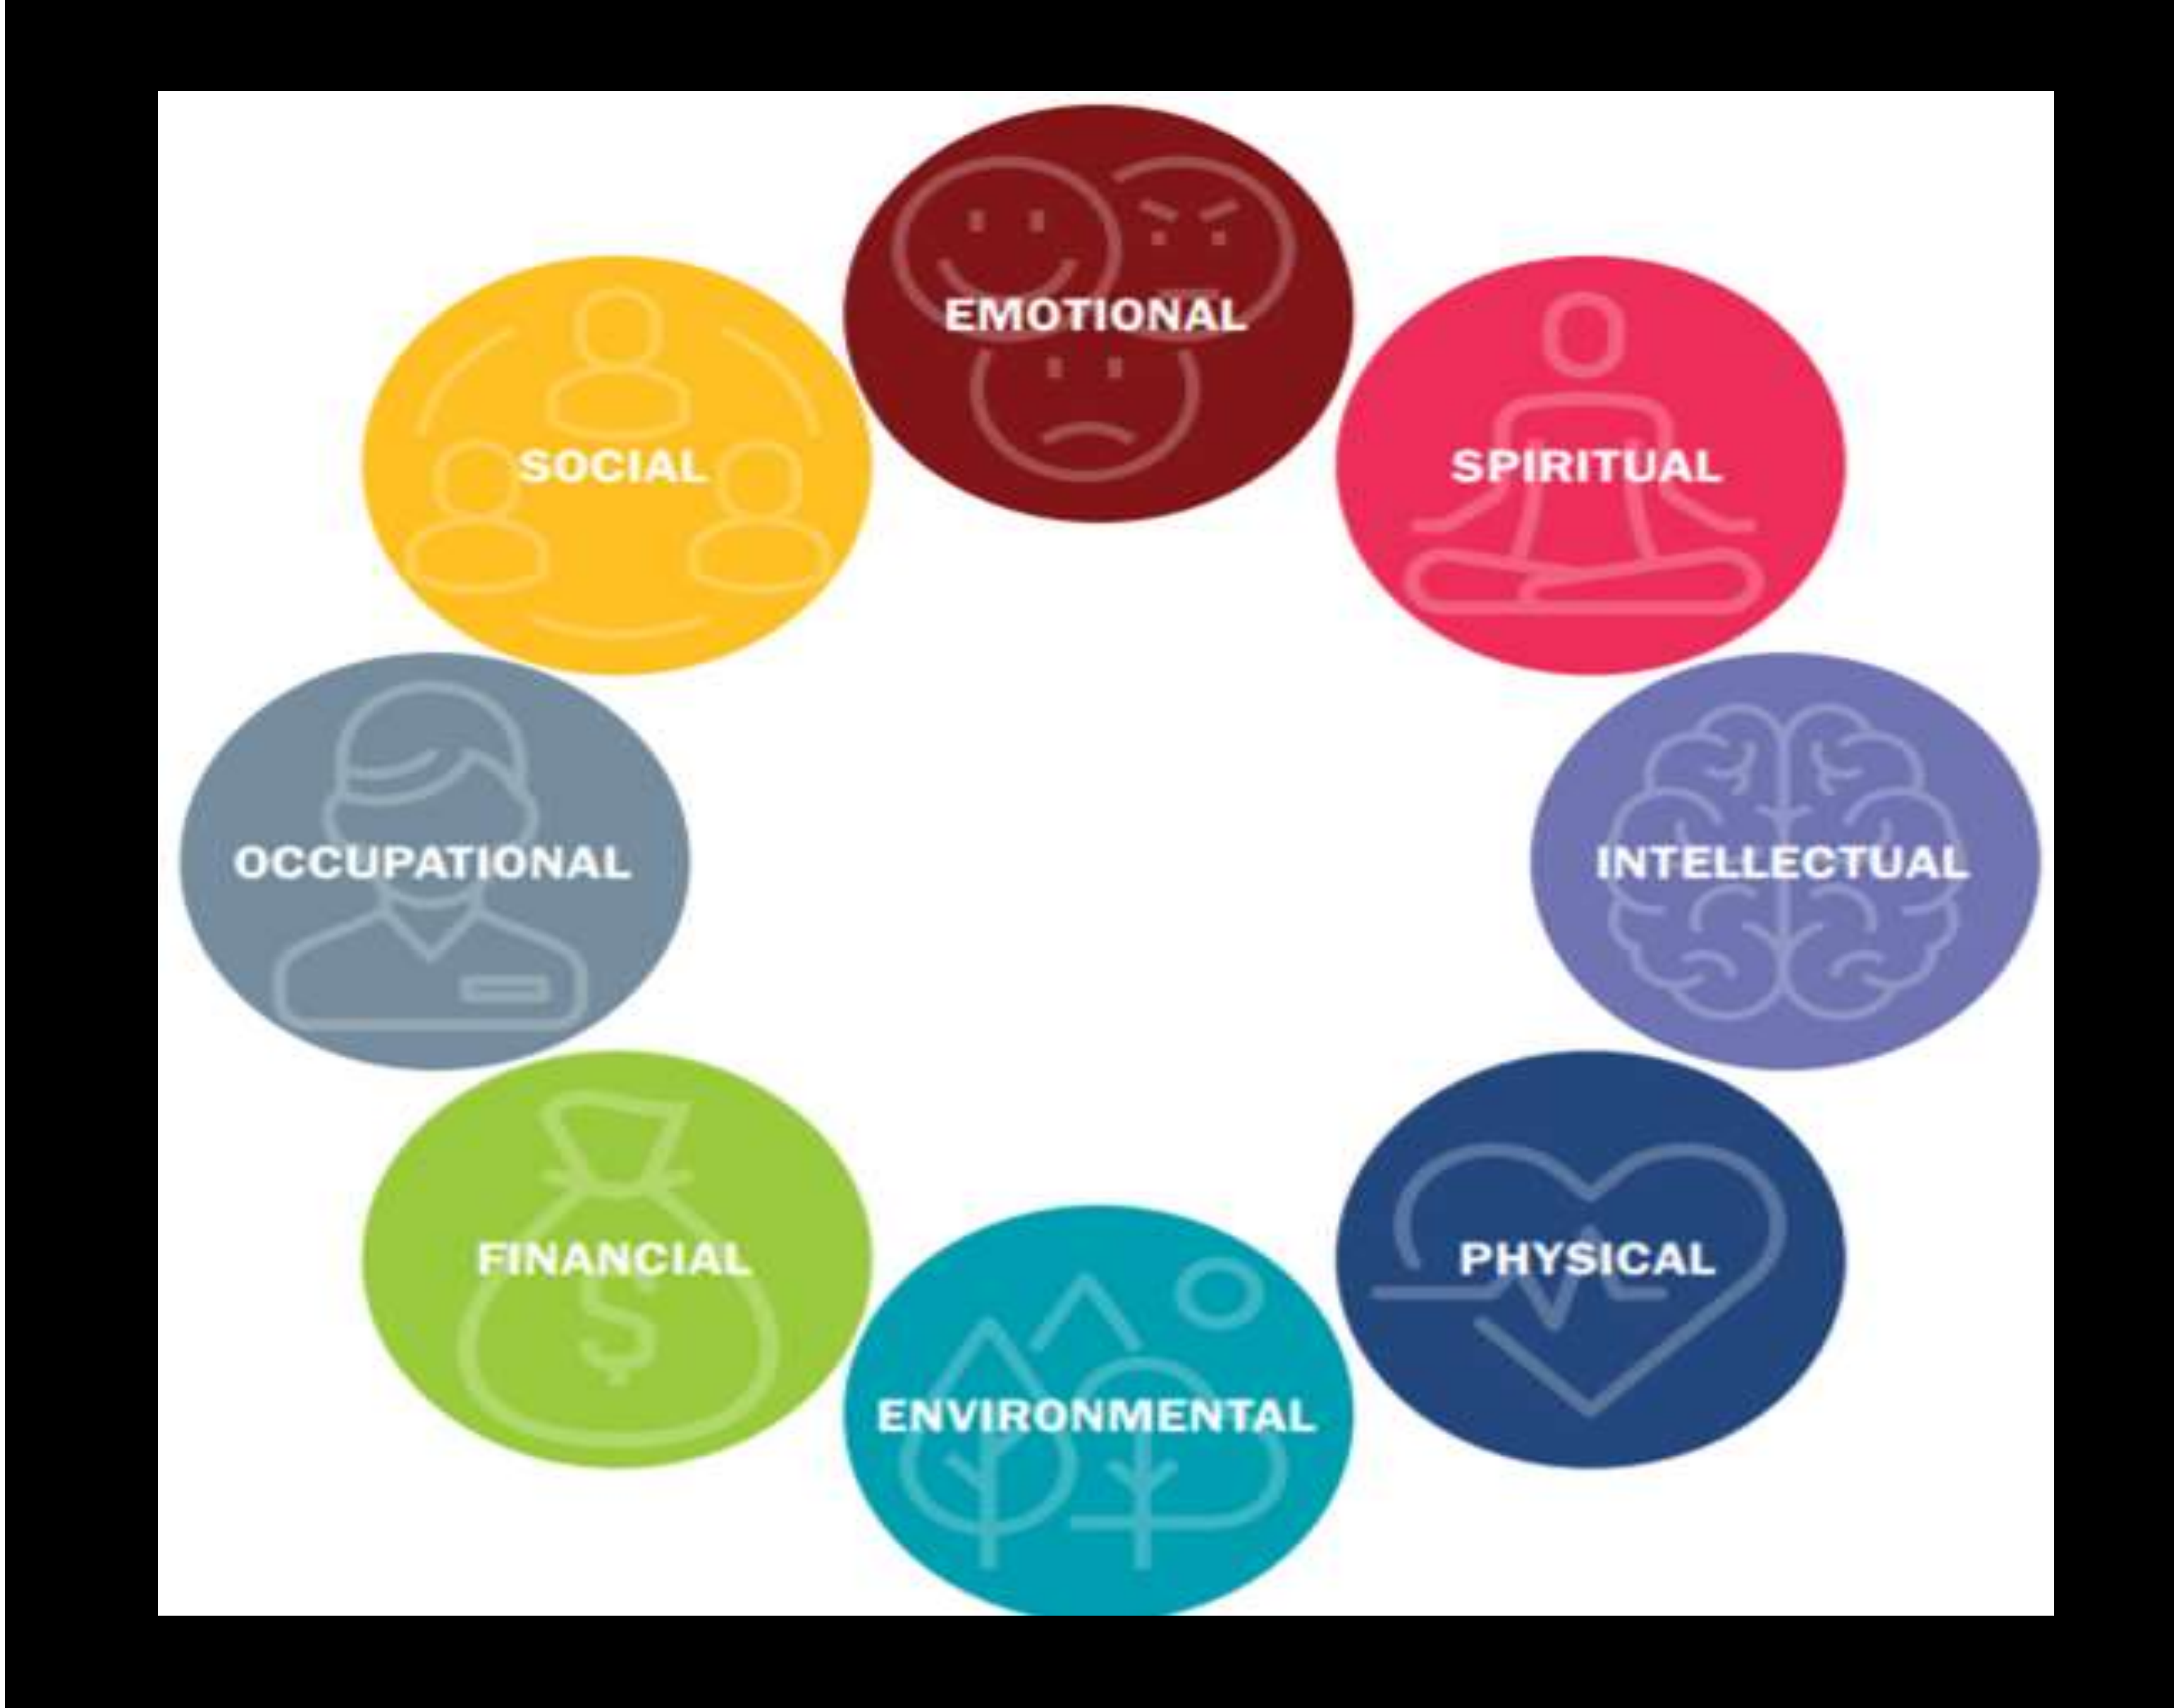 EMOTIONAL
SOCIAL
SPIRITUAL
OCCUPATIONAL
INTELLECTUAL
FINANCIAL
$
PHYSICAL
ENVIRONMENTAL